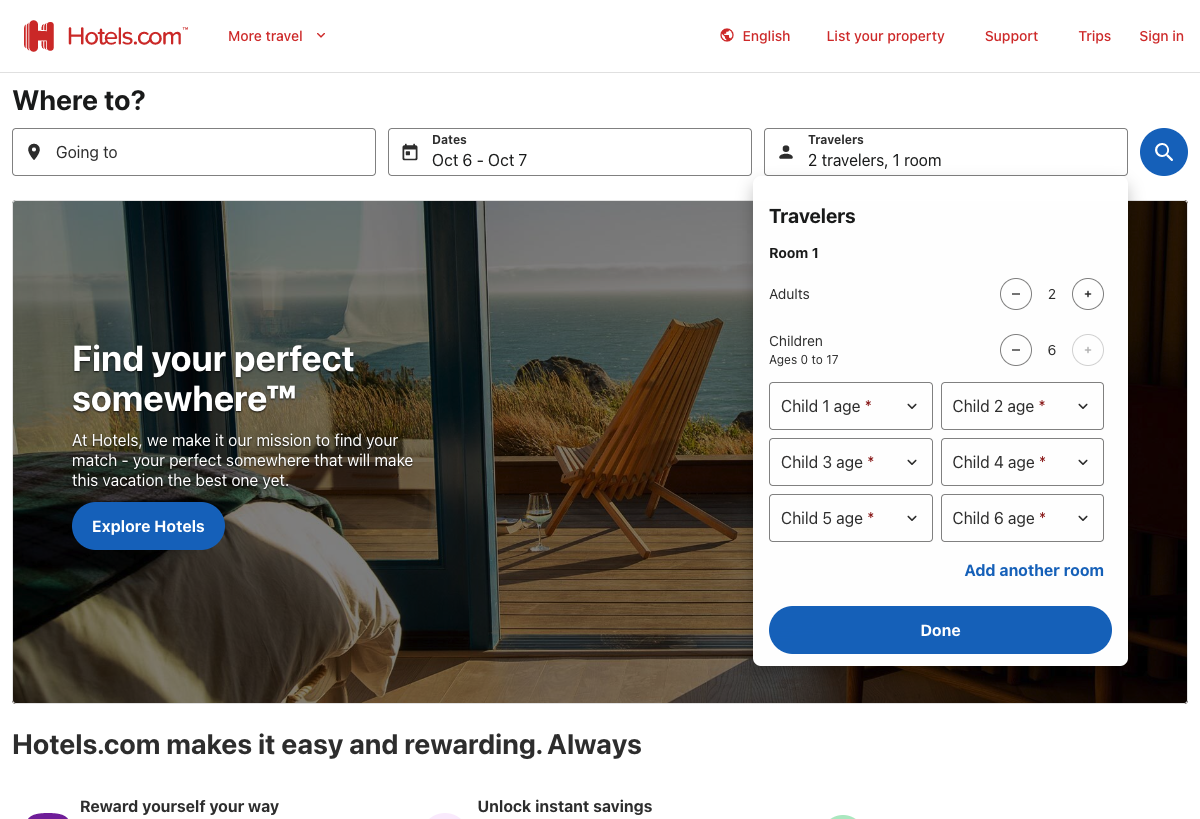 Hotels.com™
More travel
English
List your property
Support
Trips
Sign in
Where to?
Going to
Dates
Oct 6 - Oct 7
Travelers
2 travelers, 1 room
Find your perfect
somewhere™
At Hotels, we make it our mission to find your
match - your perfect somewhere that will make
this vacation the best one yet.
Explore Hotels
Travelers
Room 1
Adults
2
Children
Ages 0 to 17
6
Child 1 age *
Child 2 age *
Child 3 age *
Child 4 age *
Child 5 age *
Child 6 age *
Add another room
Done
Hotels.com makes it easy and rewarding. Always
Reward yourself your way
Unlock instant savings